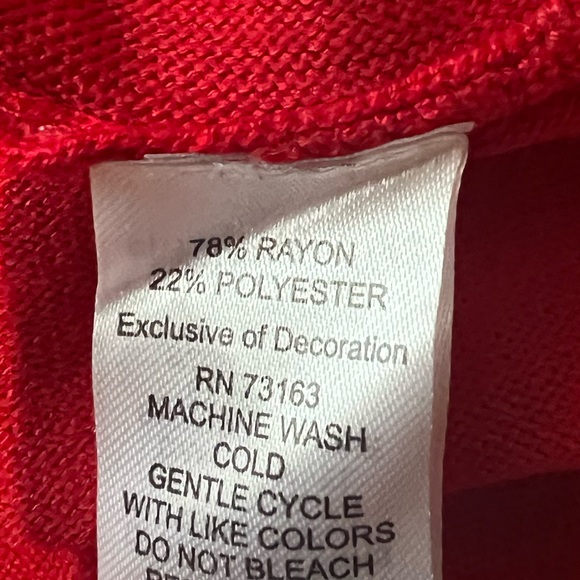 78% RAYON
22% POLYESTER
Exclusive of Decoration
RN 73163
MACHINE WASH
COLD
GENTLE CYCLE
WITH LIKE COLORS
DO NOT BLEACH